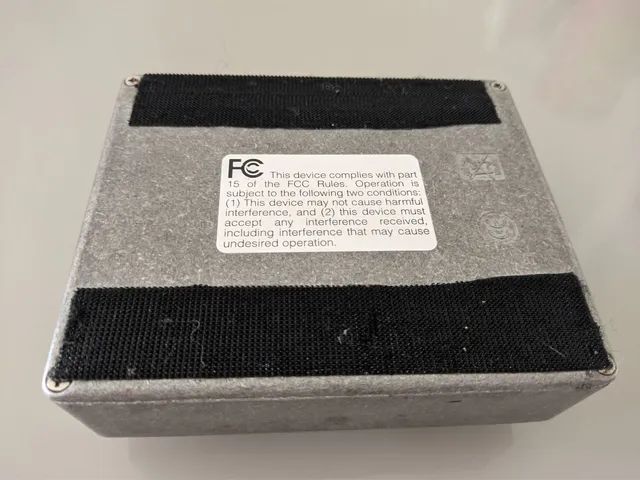 FC This device complies with part
15 of the FCC Rules. Operation is
subject to the following two conditions:
(1) This device may not cause harmful
interference, and (2) this device must
accept any interference received,
including interference that may cause
undesired operation.